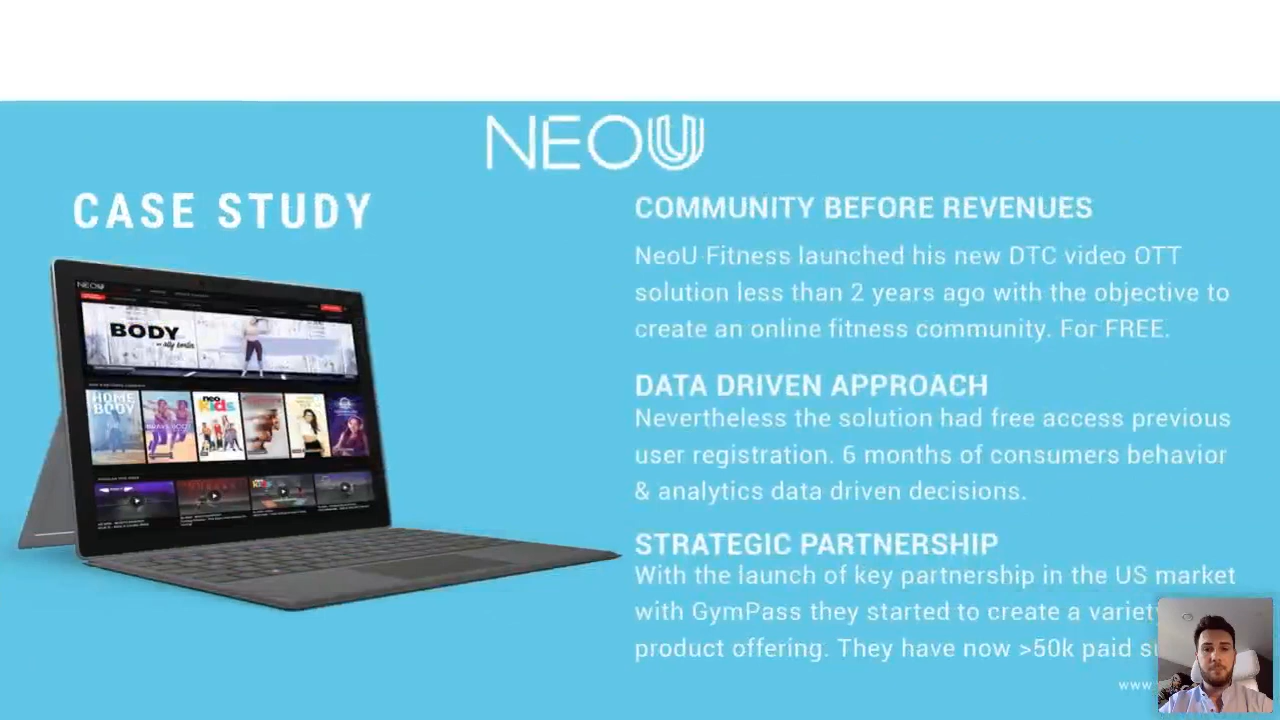 NEOU
CASE STUDY
COMMUNITY BEFORE REVENUES
NeoU Fitness launched his new DTC video OTT
solution less than 2 years ago with the objective to
create an online fitness community. For FREE.
DATA DRIVEN APPROACH
Nevertheless the solution had free access previous
user registration. 6 months of consumers behavior
& analytics data driven decisions.
STRATEGIC PARTNERSHIP
With the launch of key partnership in the US market
with GymPass they started to create a variety
product offering. They have now >50k paid
www
NEOU
BODY
HOME
BODY
neo
kids